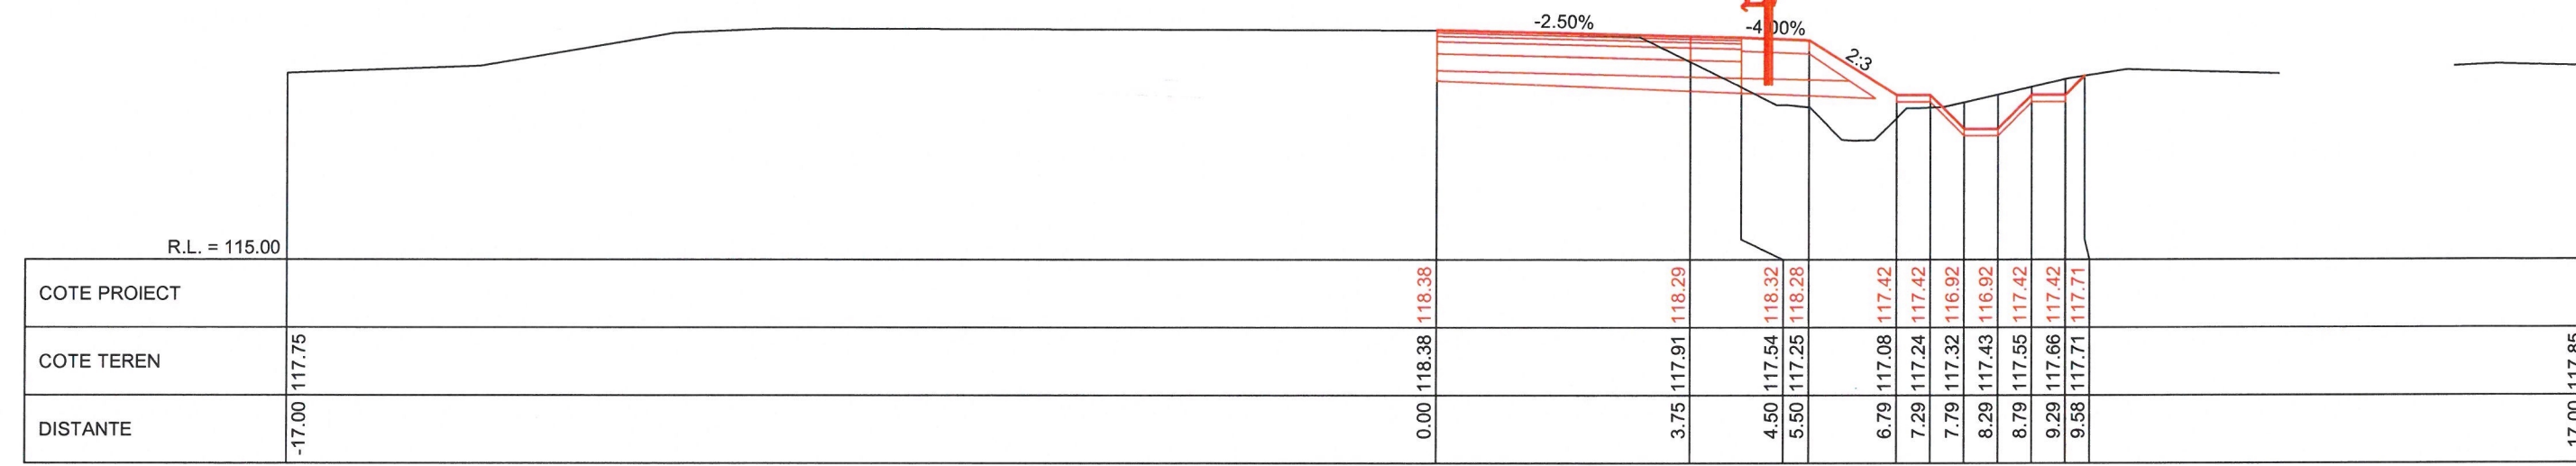 -2.50%
-4.00%
2:3
R.L. = 115.00
COTE PROIECT 118.38 118.29 118.32 118.28 117.42 117.42 116.92 116.92 117.42 117.42 117.71
COTE TEREN 117.75 118.38 117.91 117.54 117.25 117.08 117.24 117.32 117.43 117.55 117.66 117.71 117.85
DISTANTE -17.00 0.00 3.75 4.50 5.50 6.79 7.29 7.79 8.29 8.79 9.29 9.58 17.00